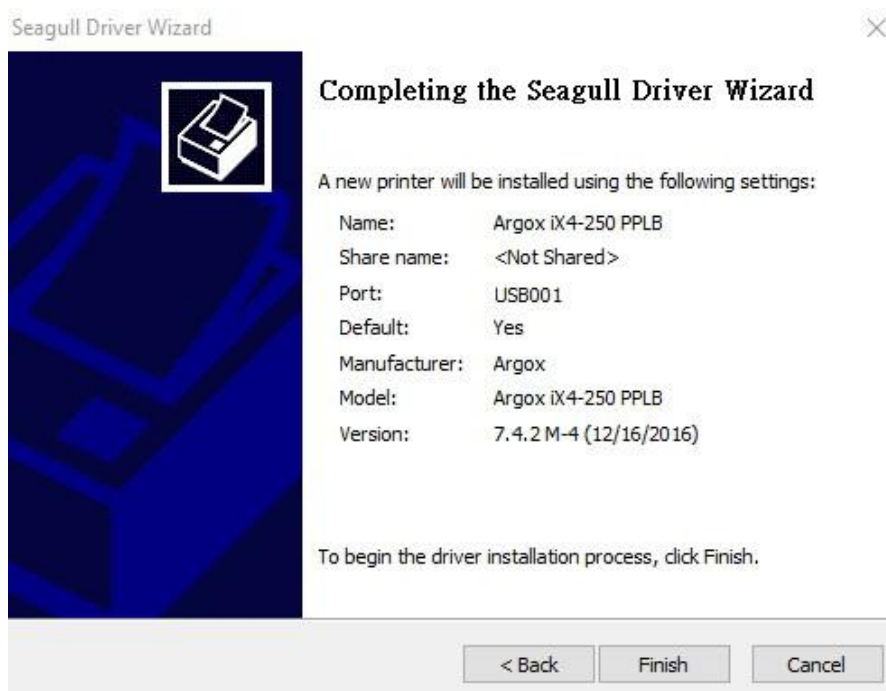 Seagull Driver Wizard
Completing the Seagull Driver Wizard
A new printer will be installed using the following settings:
Name: Argox iX4-250 PPLB
Share name: <Not Shared>
Port: USB001
Default: Yes
Manufacturer: Argox
Model: Argox iX4-250 PPLB
Version: 7.4.2 M-4 (12/16/2016)
To begin the driver installation process, click Finish.
< Back Finish Cancel